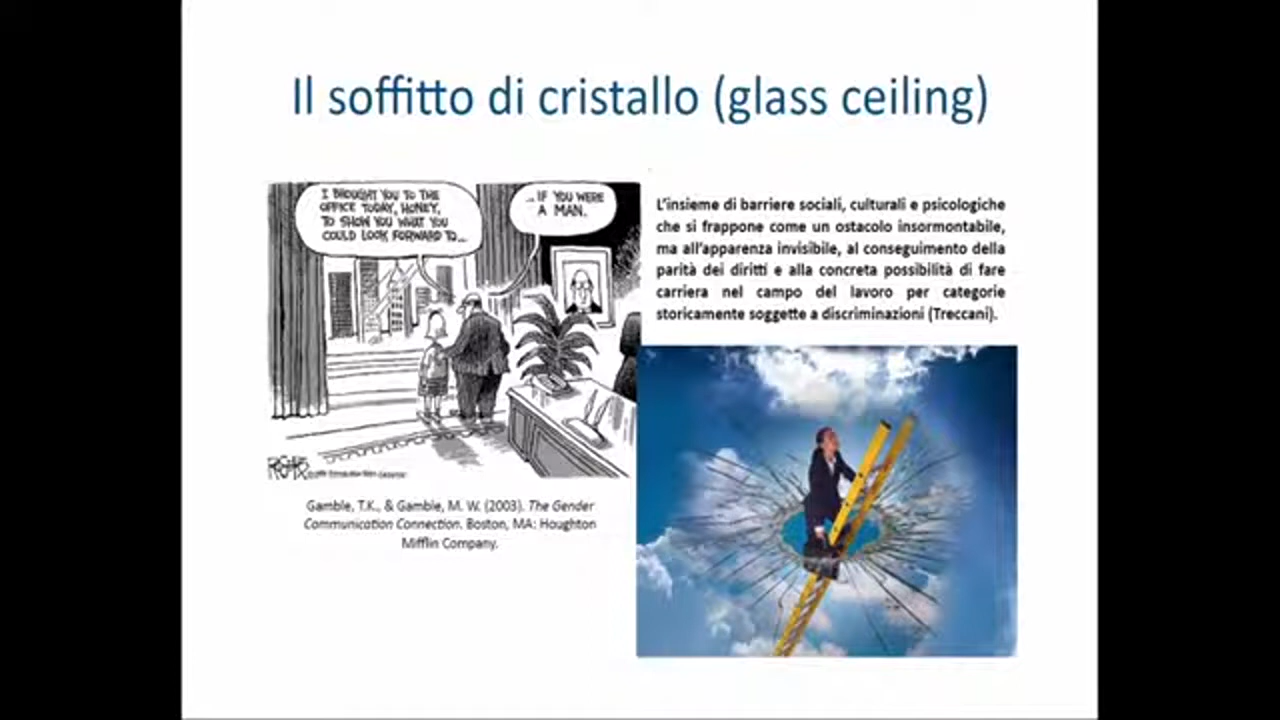 Il soffitto di cristallo (glass ceiling)
I BROUGHT YOU TO THE
OFFICE TODAY, HONEY,
TO SHOW YOU WHAT YOU
COULD LOOK FORWARD TO...
...IF YOU WERE
A MAN.
L'insieme di barriere sociali, culturali e psicologiche
che si frappone come un ostacolo insormontabile,
ma all'apparenza invisibile, al conseguimento della
parità dei diritti e alla concreta possibilità di fare
carriera nel campo del lavoro per categorie
storicamente soggette a discriminazioni (Treccani).
Gamble, T.K., & Gamble, M. W. (2003). The Gender
Communication Connection. Boston, MA: Houghton
Mifflin Company.